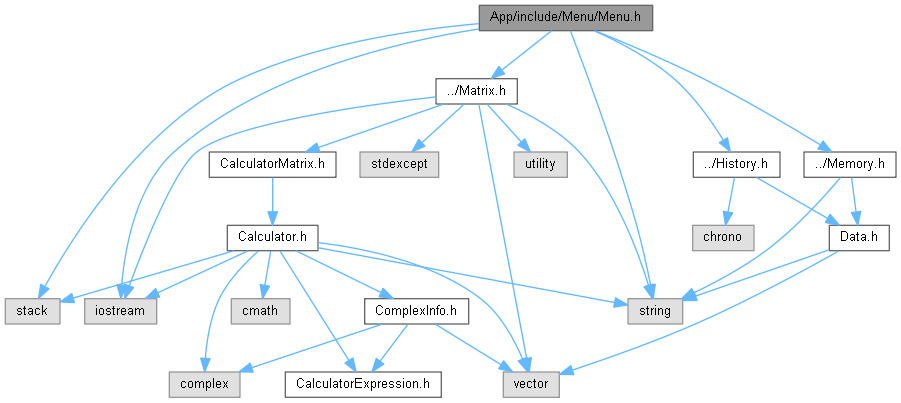 App/include/Menu/Menu.h
../Matrix.h
CalculatorMatrix.h
stdexcept
utility
../History.h
../Memory.h
Calculator.h
chrono
Data.h
stack
iostream
cmath
ComplexInfo.h
string
complex
CalculatorExpression.h
vector